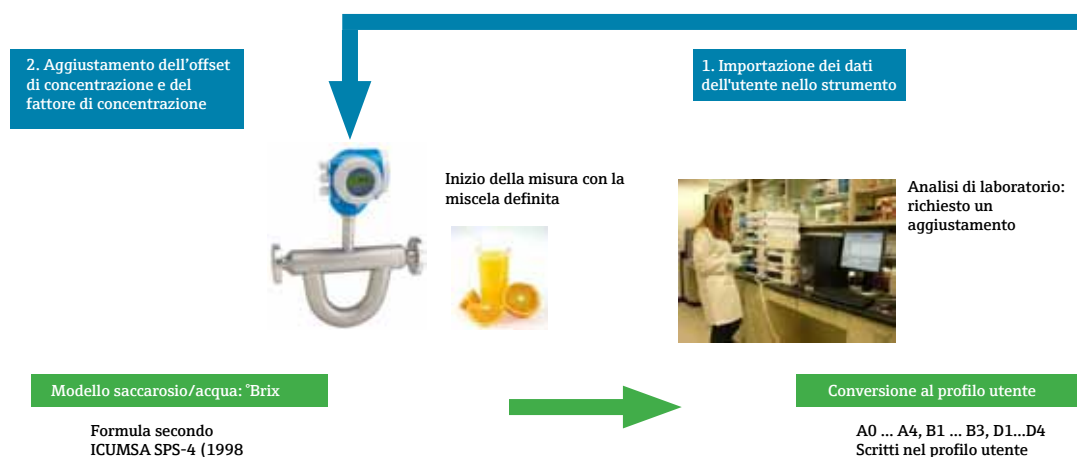 2. Aggiustamento dell'offset
di concentrazione e del
fattore di concentrazione
1. Importazione dei dati
dell'utente nello strumento
Inizio della misura con la
miscela definita
Analisi di laboratorio:
richiesto un
aggiustamento
Modello saccarosio/acqua: °Brix
Conversione al profilo utente
Formula secondo
ICUMSA SPS-4 (1998
A0 ... A4, B1 ... B3, D1...D4
Scritti nel profilo utente